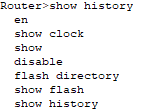 Router>show history
en
show clock
show
disable
flash directory
show flash
show history